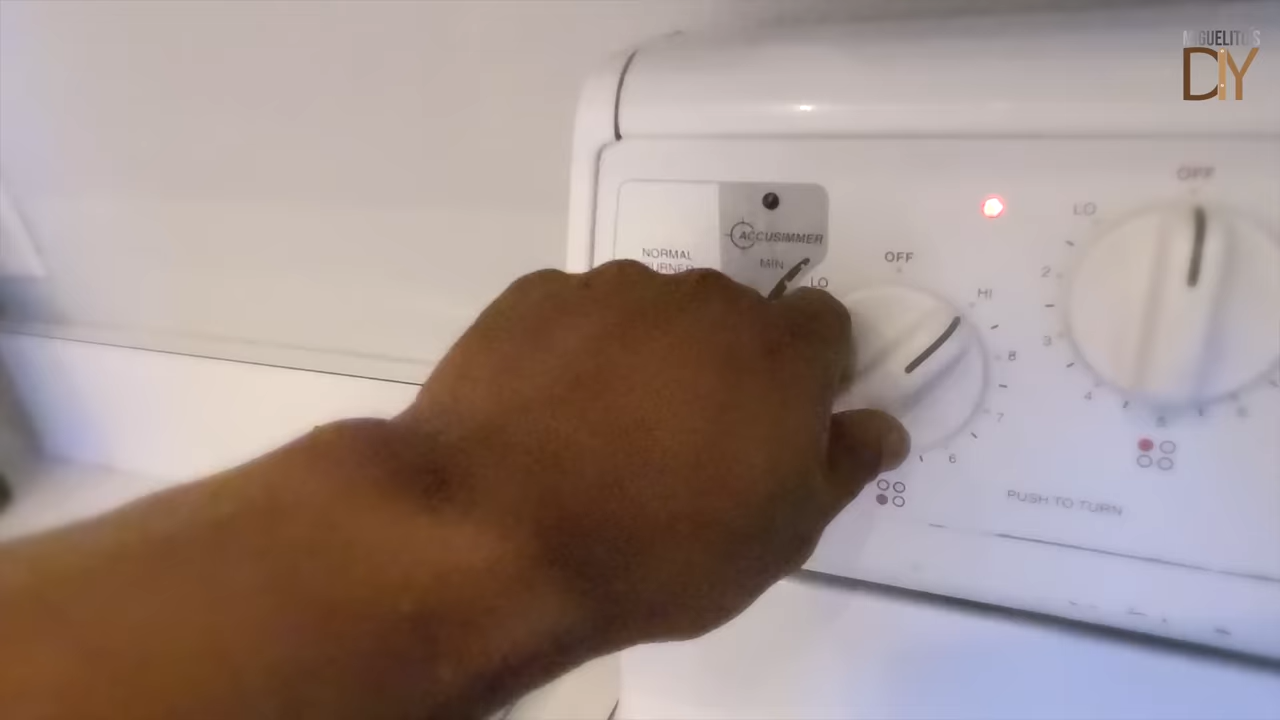 MIGUELITO'S
DIY
NORMAL
BURNER
ACCUSIMMER
MIN
LO
OFF
HI
8
7
6
OFF
LO
2
3
4
5
6
PUSH TO TURN